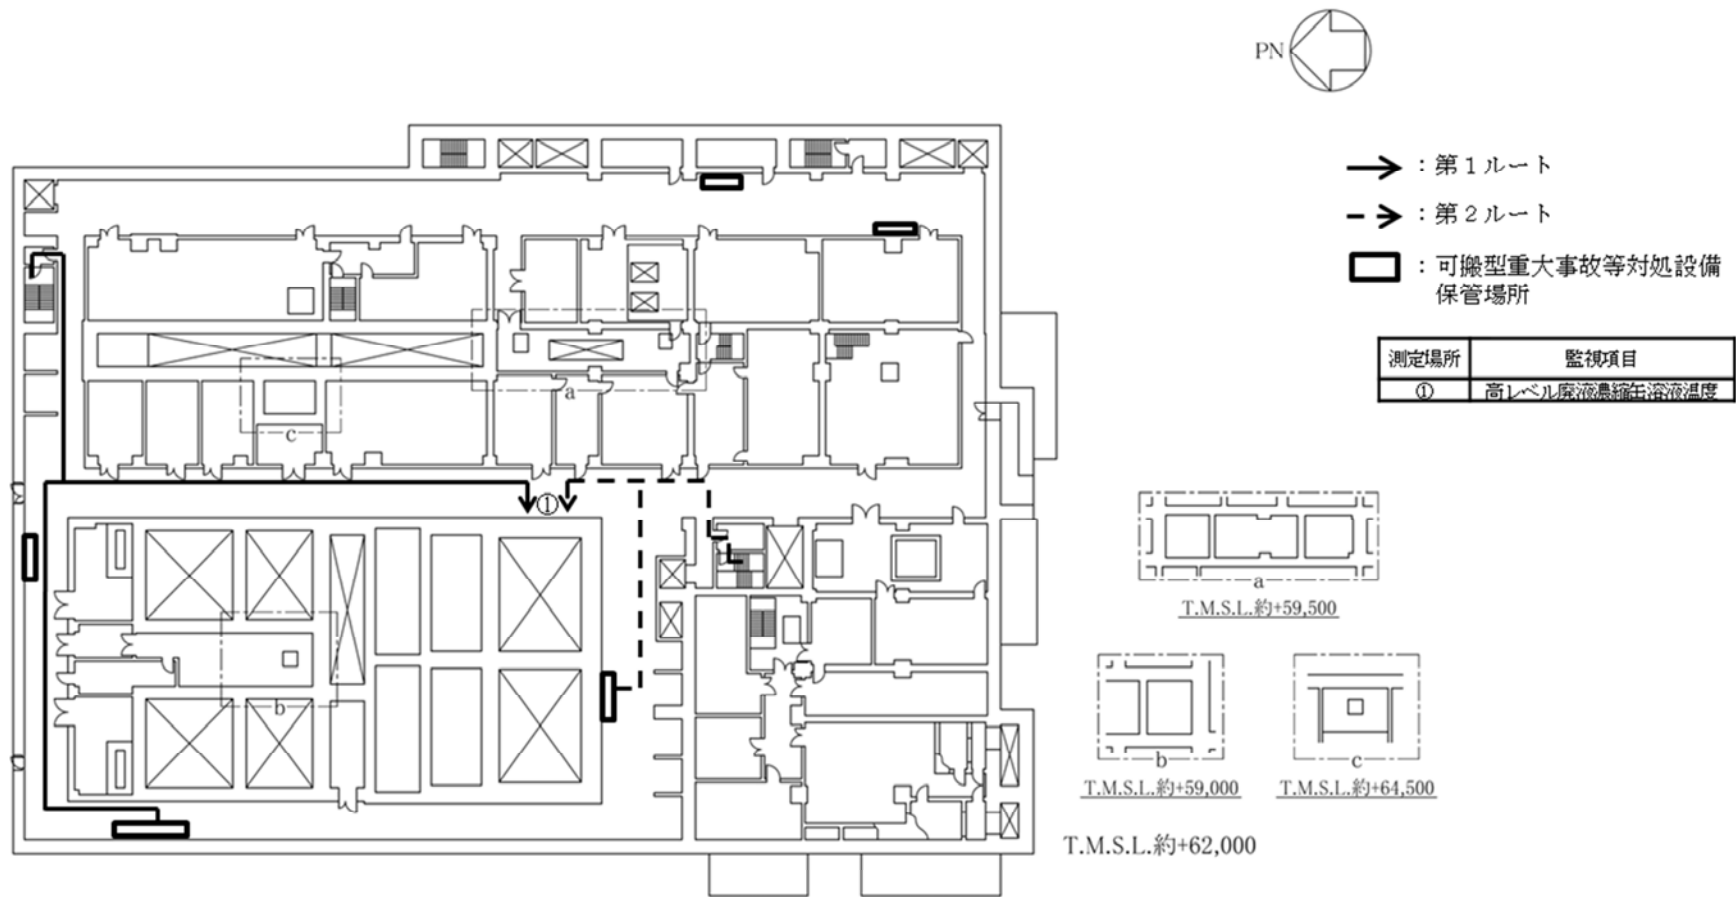 PN
：第１ルート
：第２ルート
：可搬型重大事故等対処設備
保管場所
測定場所 監視項目
① 高レベル廃液濃縮缶溶液温度
a
c
①
b
a
T.M.S.L.約+59,500
b
T.M.S.L.約+59,000
c
T.M.S.L.約+64,500
T.M.S.L.約+62,000